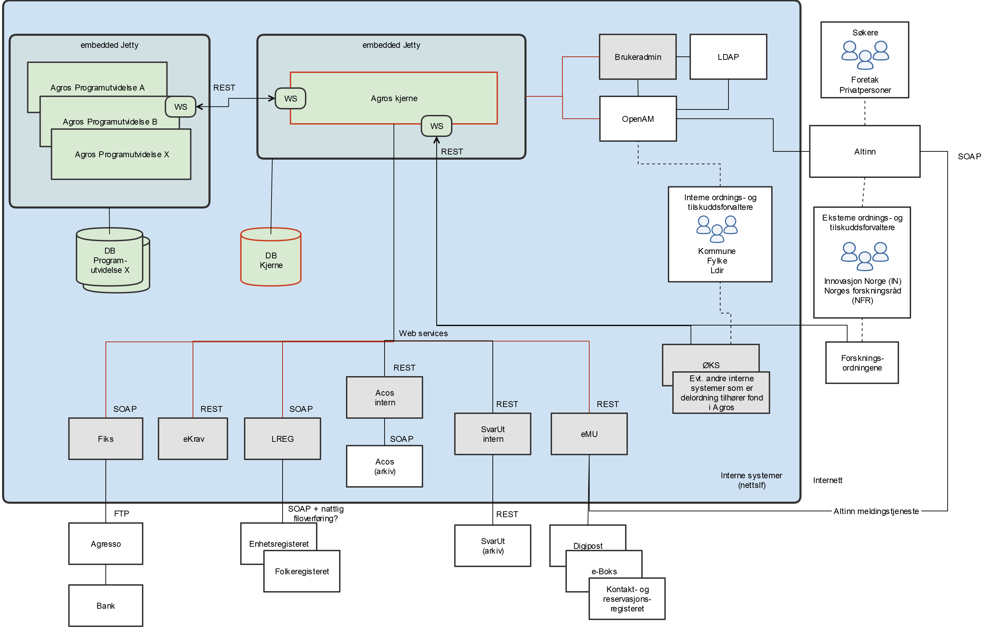 embedded Jetty
Agros Programutvidelse A
Agros Programutvidelse B
Agros Programutvidelse X
WS
REST
embedded Jetty
Agros kjerne
WS
WS
REST
Brukeradmin
LDAP
OpenAM
Søkere
Foretak
Privatpersoner
Altinn
SOAP
Interne ordnings- og
tilskuddsforvaltere
Kommune
Fylke
Ldir
Eksterne ordnings- og
tilskuddsforvaltere
Innovasjon Norge (IN)
Norges forskningsråd
(NFR)
DB
Program-
utvidelse X
DB
Kjerne
Web services
Forsknings-
ordningene
ØKS
Evt. andre interne
systemer som er
delordning tilhører fond
i Agros
SOAP
Fiks
REST
eKrav
SOAP
LREG
REST
Acos
intern
SOAP
Acos
(arkiv)
REST
SvarUt
intern
REST
eMU
Interne systemer
(nettslf)
Internett
FTP
Agresso
Bank
SOAP + nattlig
filoverføring?
Enhetsregisteret
Folkeregisteret
REST
SvarUt
(arkiv)
Altinn meldingstjeneste
Digipost
e-Boks
Kontakt- og
reservasjons-
registeret